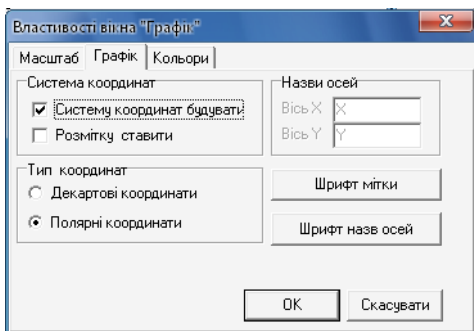 Властивості вікна "Графік"
Масштаб Графік Кольори
Система координат
Систему координат будувати
Розмітку ставити
Назви осей
Вісь X X
Вісь Y Y
Тип координат
Декартові координати
Полярні координати
Шрифт мітки
Шрифт назв осей
OK Скасувати